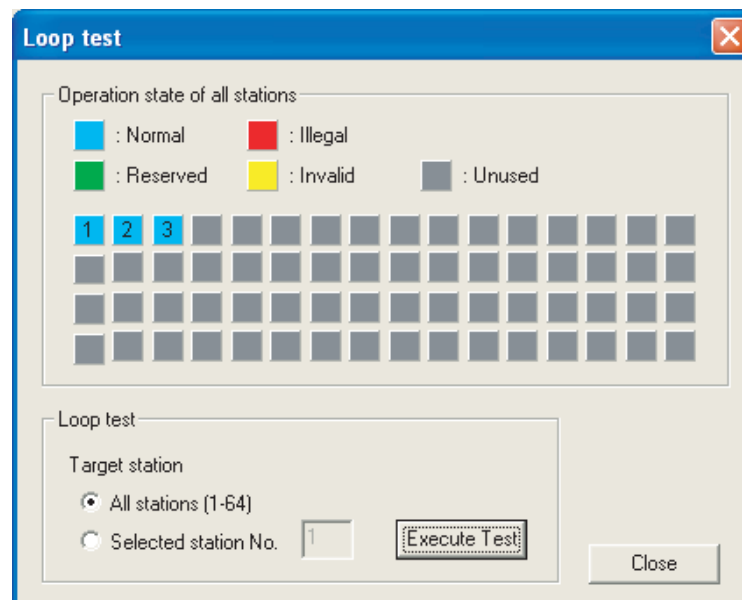 Loop test
Operation state of all stations
: Normal : Illegal
: Reserved : Invalid : Unused
1 2 3
Loop test
Target station
All stations (1-64)
Selected station No. 1 Execute Test
Close